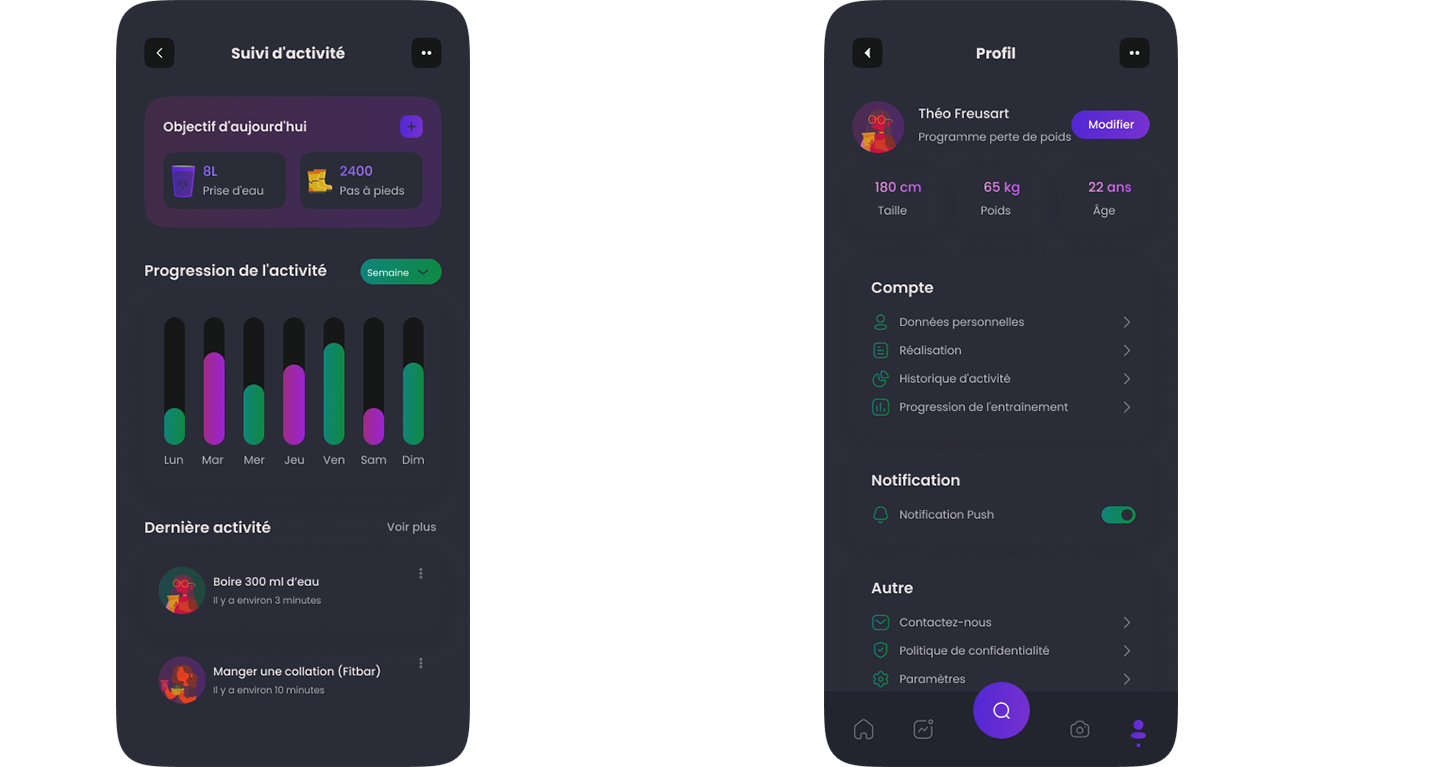 Suivi d'activité
Objectif d'aujourd'hui
8L
Prise d'eau
2400
Pas à pieds
Progression de l'activité
Semaine
Lun Mar Mer Jeu Ven Sam Dim
Dernière activité
Voir plus
Boire 300 ml d’eau
Il y a environ 3 minutes
Manger une collation (Fitbar)
Il y a environ 10 minutes
Profil
Théo Freusart
Programme perte de poids
Modifier
180 cm
Taille
65 kg
Poids
22 ans
Âge
Compte
Données personnelles
Réalisation
Historique d'activité
Progression de l'entraînement
Notification
Notification Push
Autre
Contactez-nous
Politique de confidentialité
Paramètres